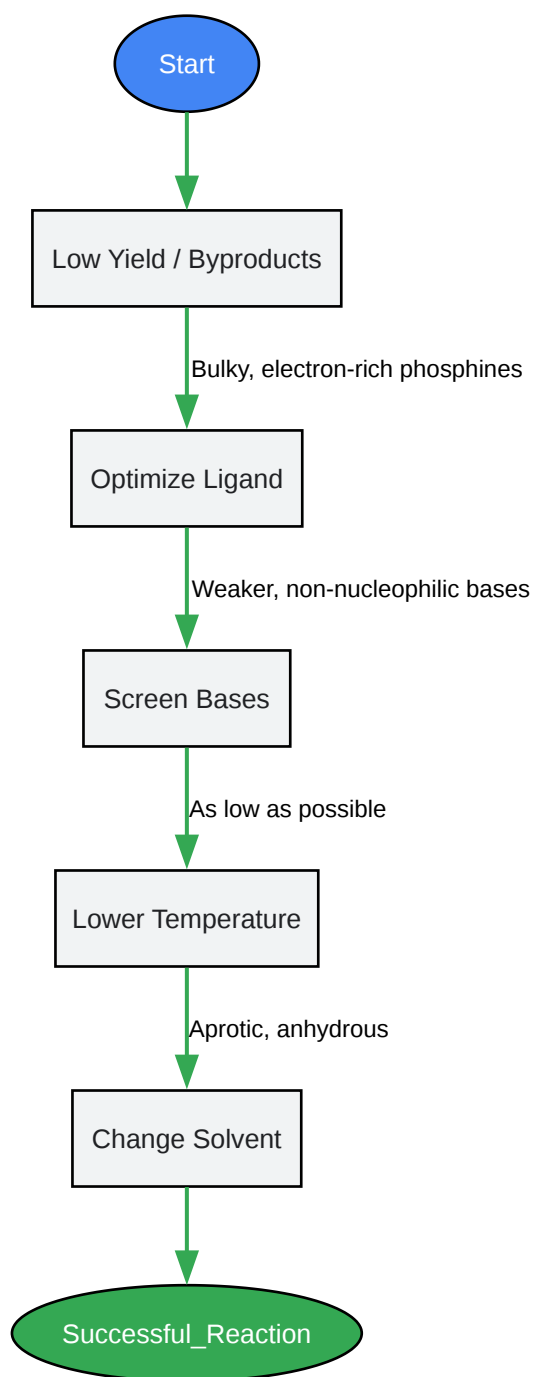 Start
Low Yield / Byproducts
Bulky, electron-rich phosphines
Optimize Ligand
Weaker, non-nucleophilic bases
Screen Bases
As low as possible
Lower Temperature
Aprotic, anhydrous
Change Solvent
Successful_Reaction